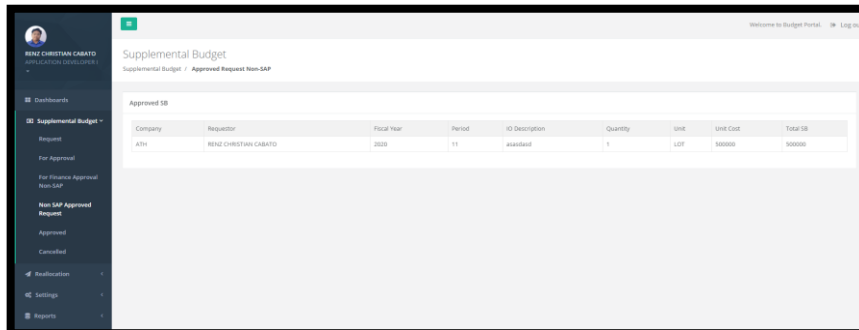 Welcome to Budget Portal.
Log ou
RENZ CHRISTIAN CABATO
APPLICATION DEVELOPER I
Supplemental Budget
Supplemental Budget / Approved Request Non-SAP
Dashboards
Supplemental Budget
Request
For Approval
For Finance Approval
Non-SAP
Non SAP Approved
Request
Approved
Cancelled
Reallocation
Settings
Reports
Approved SB
Company Requestor Fiscal Year Period IO Description Quantity Unit Unit Cost Total SB
ATH RENZ CHRISTIAN CABATO 2020 11 asasdasd 1 LOT 500000 500000